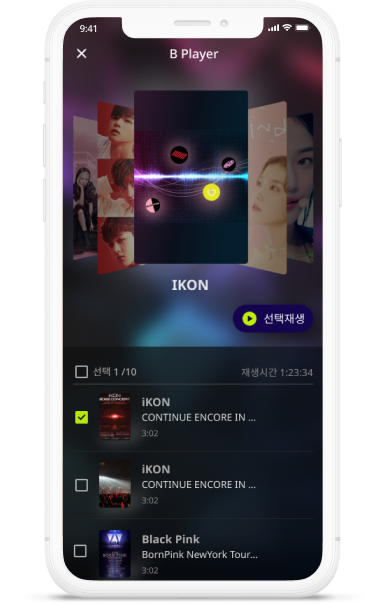 9:41
B Player
IKON
선택재생
선택 1 /10
재생시간 1:23:34
iKON
CONTINUE ENCORE IN ...
3:02
iKON
CONTINUE ENCORE IN ...
3:02
Black Pink
BornPink NewYork Tour...
3:02